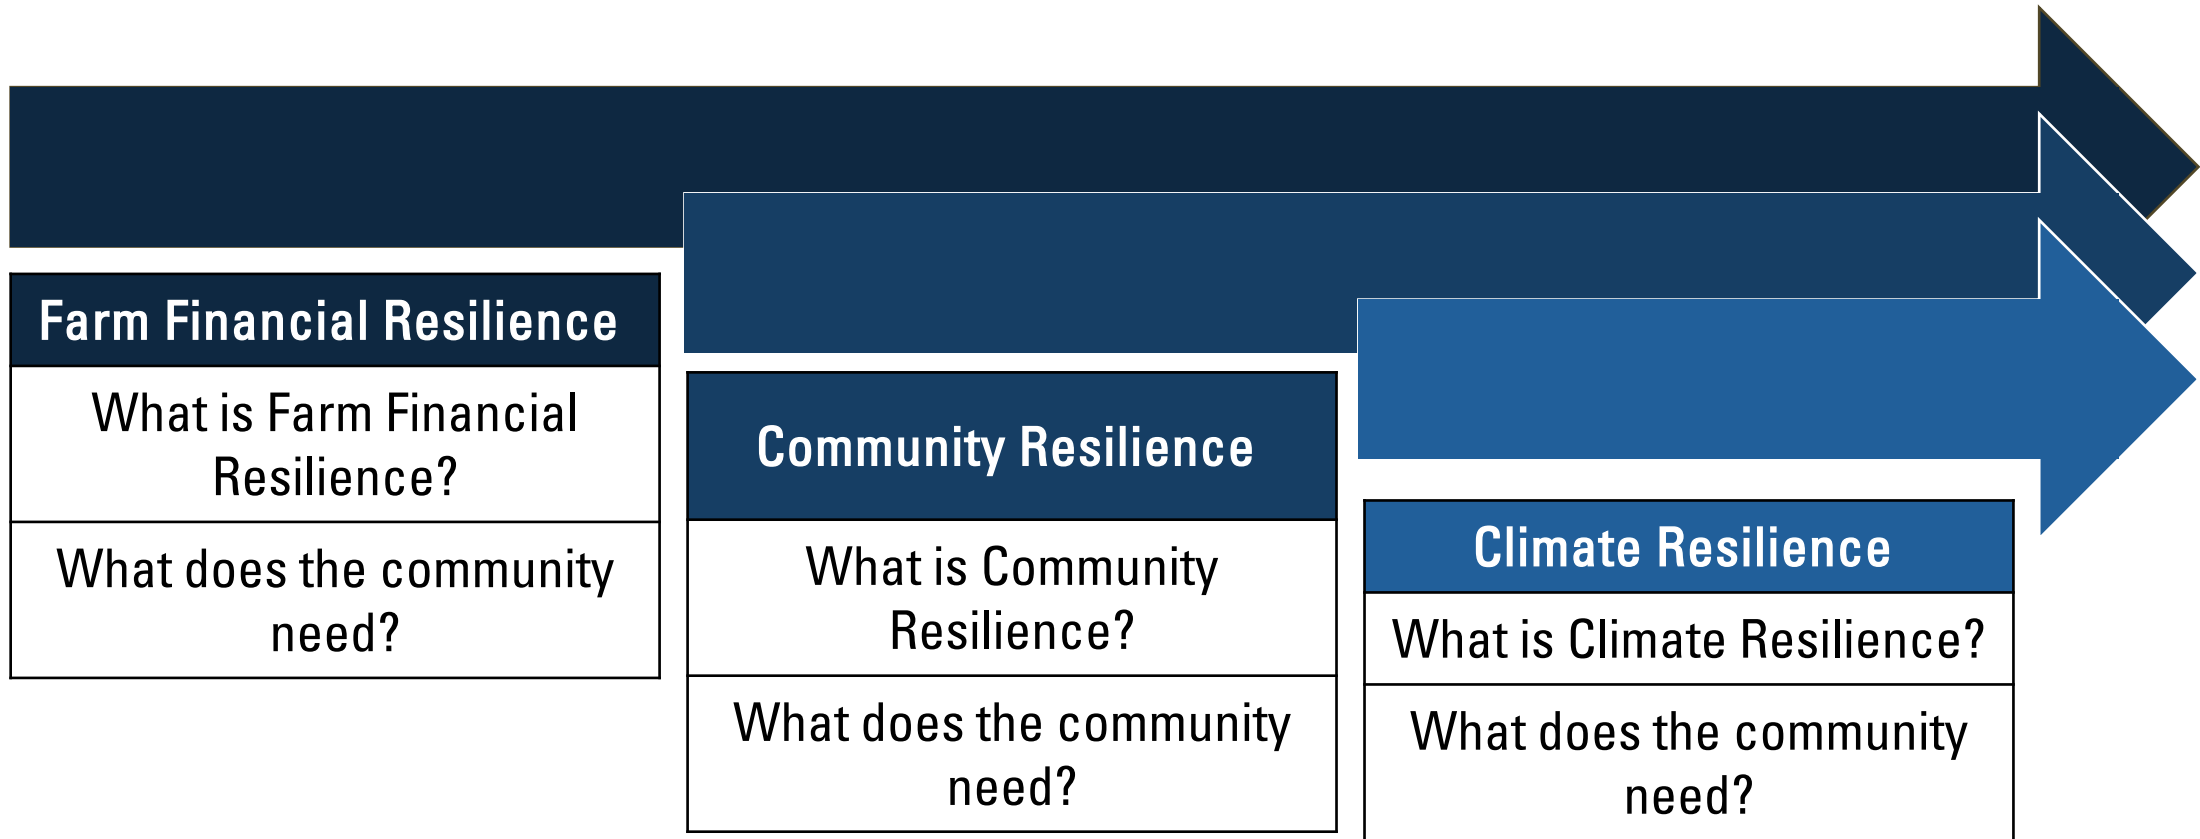 Farm Financial Resilience
What is Farm Financial
Resilience?
What does the community
need?
Community Resilience
What is Community
Resilience?
What does the community
need?
Climate Resilience
What is Climate Resilience?
What does the community
need?